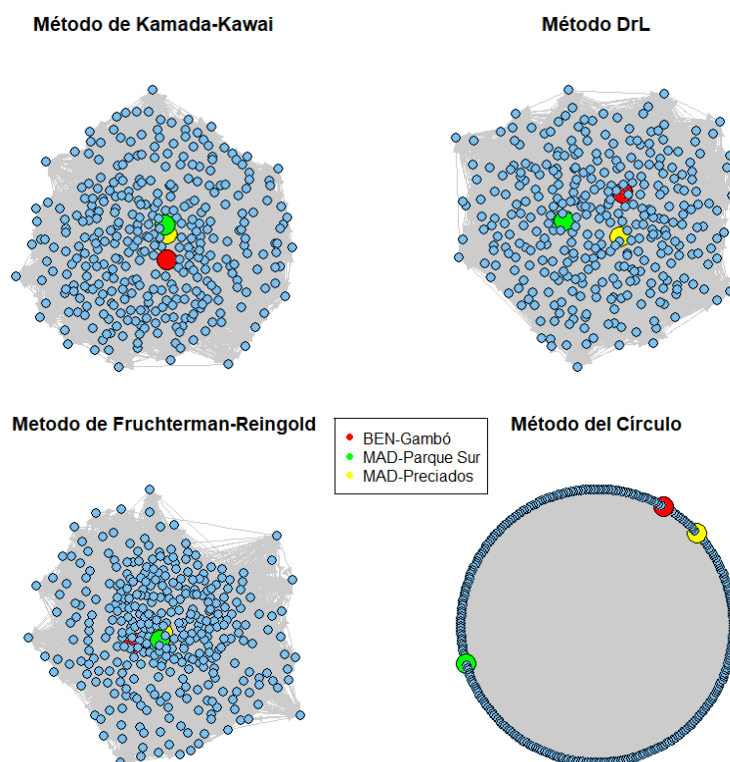 Método de Kamada-Kawai
Método DrL
Metodo de Fruchterman-Reingold
BEN-Gambó
MAD-Parque Sur
MAD-Preciados
Método del Círculo